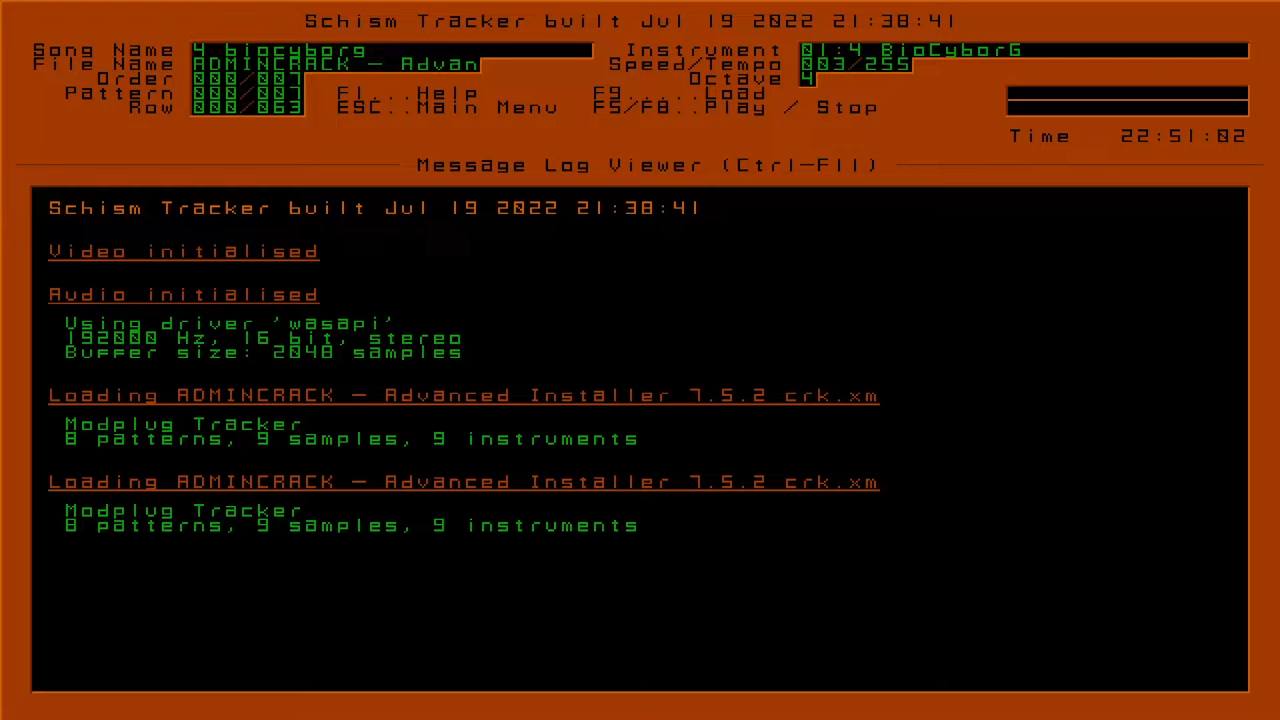 Schism Tracker built Jul 19 2022 21:38:41
Song Name 4 biocyborg Instrument 01:4 BioCyborG
File Name ADMINCRACK - Advan Speed/Tempo 003/255
Order 000/007 Octave 4
Pattern 000/007 F1...Help F9.....Load
Row 000/063 ESC..Main Menu F5/F8..Play / Stop
Time 22:51:02
Message Log Viewer (Ctrl-F11)
Schism Tracker built Jul 19 2022 21:38:41
Video initialised
Audio initialised
Using driver 'wasapi'
192000 Hz, 16 bit, stereo
Buffer size: 2048 samples
Loading ADMINCRACK - Advanced Installer 7.5.2 crk.xm
Modplug Tracker
8 patterns, 9 samples, 9 instruments
Loading ADMINCRACK - Advanced Installer 7.5.2 crk.xm
Modplug Tracker
8 patterns, 9 samples, 9 instruments